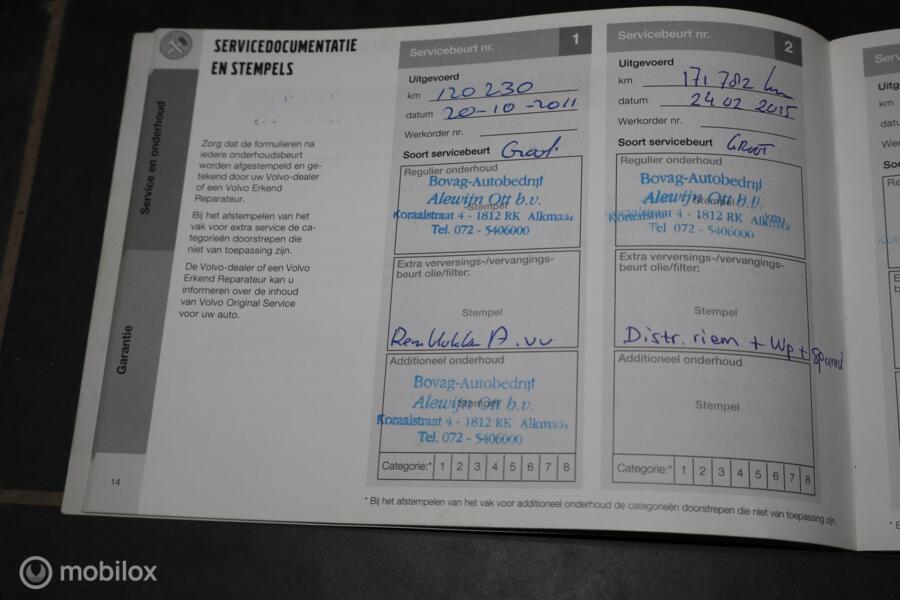 SERVICEDOCUMENTATIE
EN STEMPELS
Zorg dat de formulieren na
iedere onderhoudsbeurt
worden afgestempeld en ge-
tekend door uw Volvo-dealer
of een Volvo Erkend
Reparateur.
Bij het afstempelen van het
vak voor extra service de ca-
tegorieën doorstrepen die
niet van toepassing zijn.
De Volvo-dealer of een Volvo
Erkend Reparateur kan u
informeren over de inhoud
van Volvo Original Service
voor uw auto.
Service en onderhoud
Garantie
14
Servicebeurt nr. 1
Uitgevoerd
km 120 230
datum 20-10-2011
Werkorder nr.
Soort servicebeurt
Regulier onderhoud
Bovag-Autobedrijf
Alewijn Ott b.v.
Stempel
Koraalstraat 4 - 1812 RK Alkmaar
Tel. 072 - 5406000
Extra verversings-/vervangings-
beurt olie/filter:
Stempel
Additioneel onderhoud
Bovag-Autobedrijf
Alewijn Ott b.v.
Stempel
Koraalstraat 4 - 1812 RK Alkmaar
Tel. 072 - 5406000
Categorie:* 1 2 3 4 5 6 7 8
Servicebeurt nr. 2
Uitgevoerd
km 171 782 km
datum 24 02 2015
Werkorder nr.
Soort servicebeurt GROOT
Regulier onderhoud
Bovag-Autobedrijf
Alewijn Ott b.v.
Stempel
Koraalstraat 4 - 1812 RK Alkmaar
Tel. 072 - 5406000
Extra verversings-/vervangings-
beurt olie/filter:
Stempel
Distr. riem + Wp +
Additioneel onderhoud
Stempel
Categorie:* 1 2 3 4 5 6 7 8
* Bij het afstempelen van het vak voor additioneel onderhoud de categorieën doorstrepen die niet van toepassing zijn.
km
mobilox